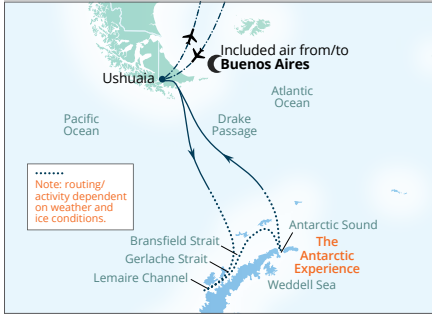 Included air from/to
Buenos Aires
Ushuaia
Atlantic
Ocean
Pacific
Ocean
Drake
Passage
Note: routing/
activity dependent
on weather and
ice conditions.
Antarctic Sound
Bransfield Strait
The
Antarctic
Experience
Gerlache Strait
Lemaire Channel
Weddell Sea